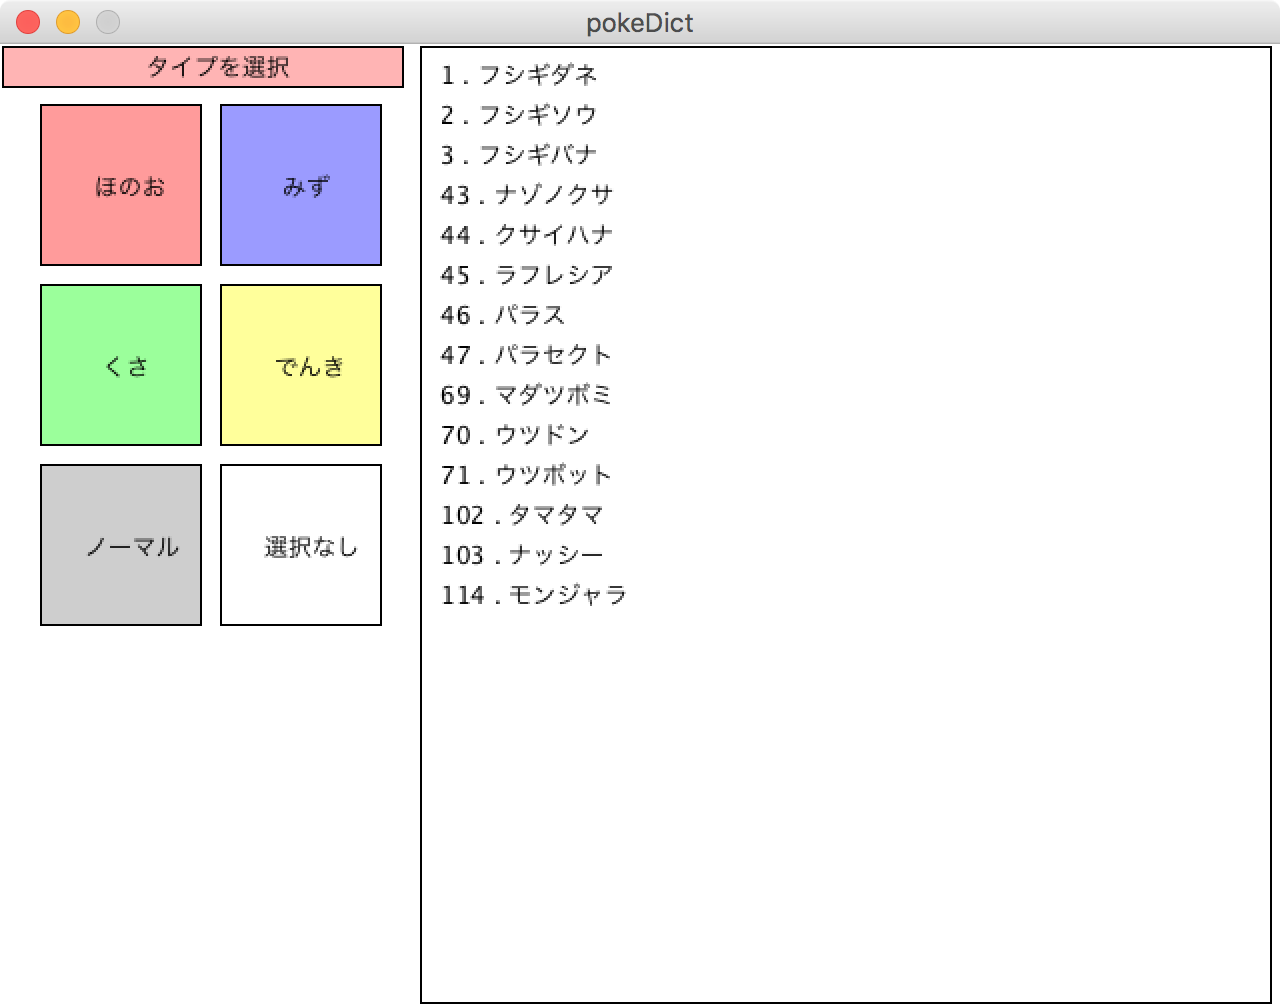 pokeDict
タイプを選択
ほのお
みず
くさ
でんき
ノーマル
選択なし
1 . フシギダネ
2 . フシギソウ
3 . フシギバナ
43 . ナゾノクサ
44 . クサイハナ
45 . ラフレシア
46 . パラス
47 . パラセクト
69 . マダツボミ
70 . ウツドン
71 . ウツボット
102 . タマタマ
103 . ナッシー
114 . モンジャラ